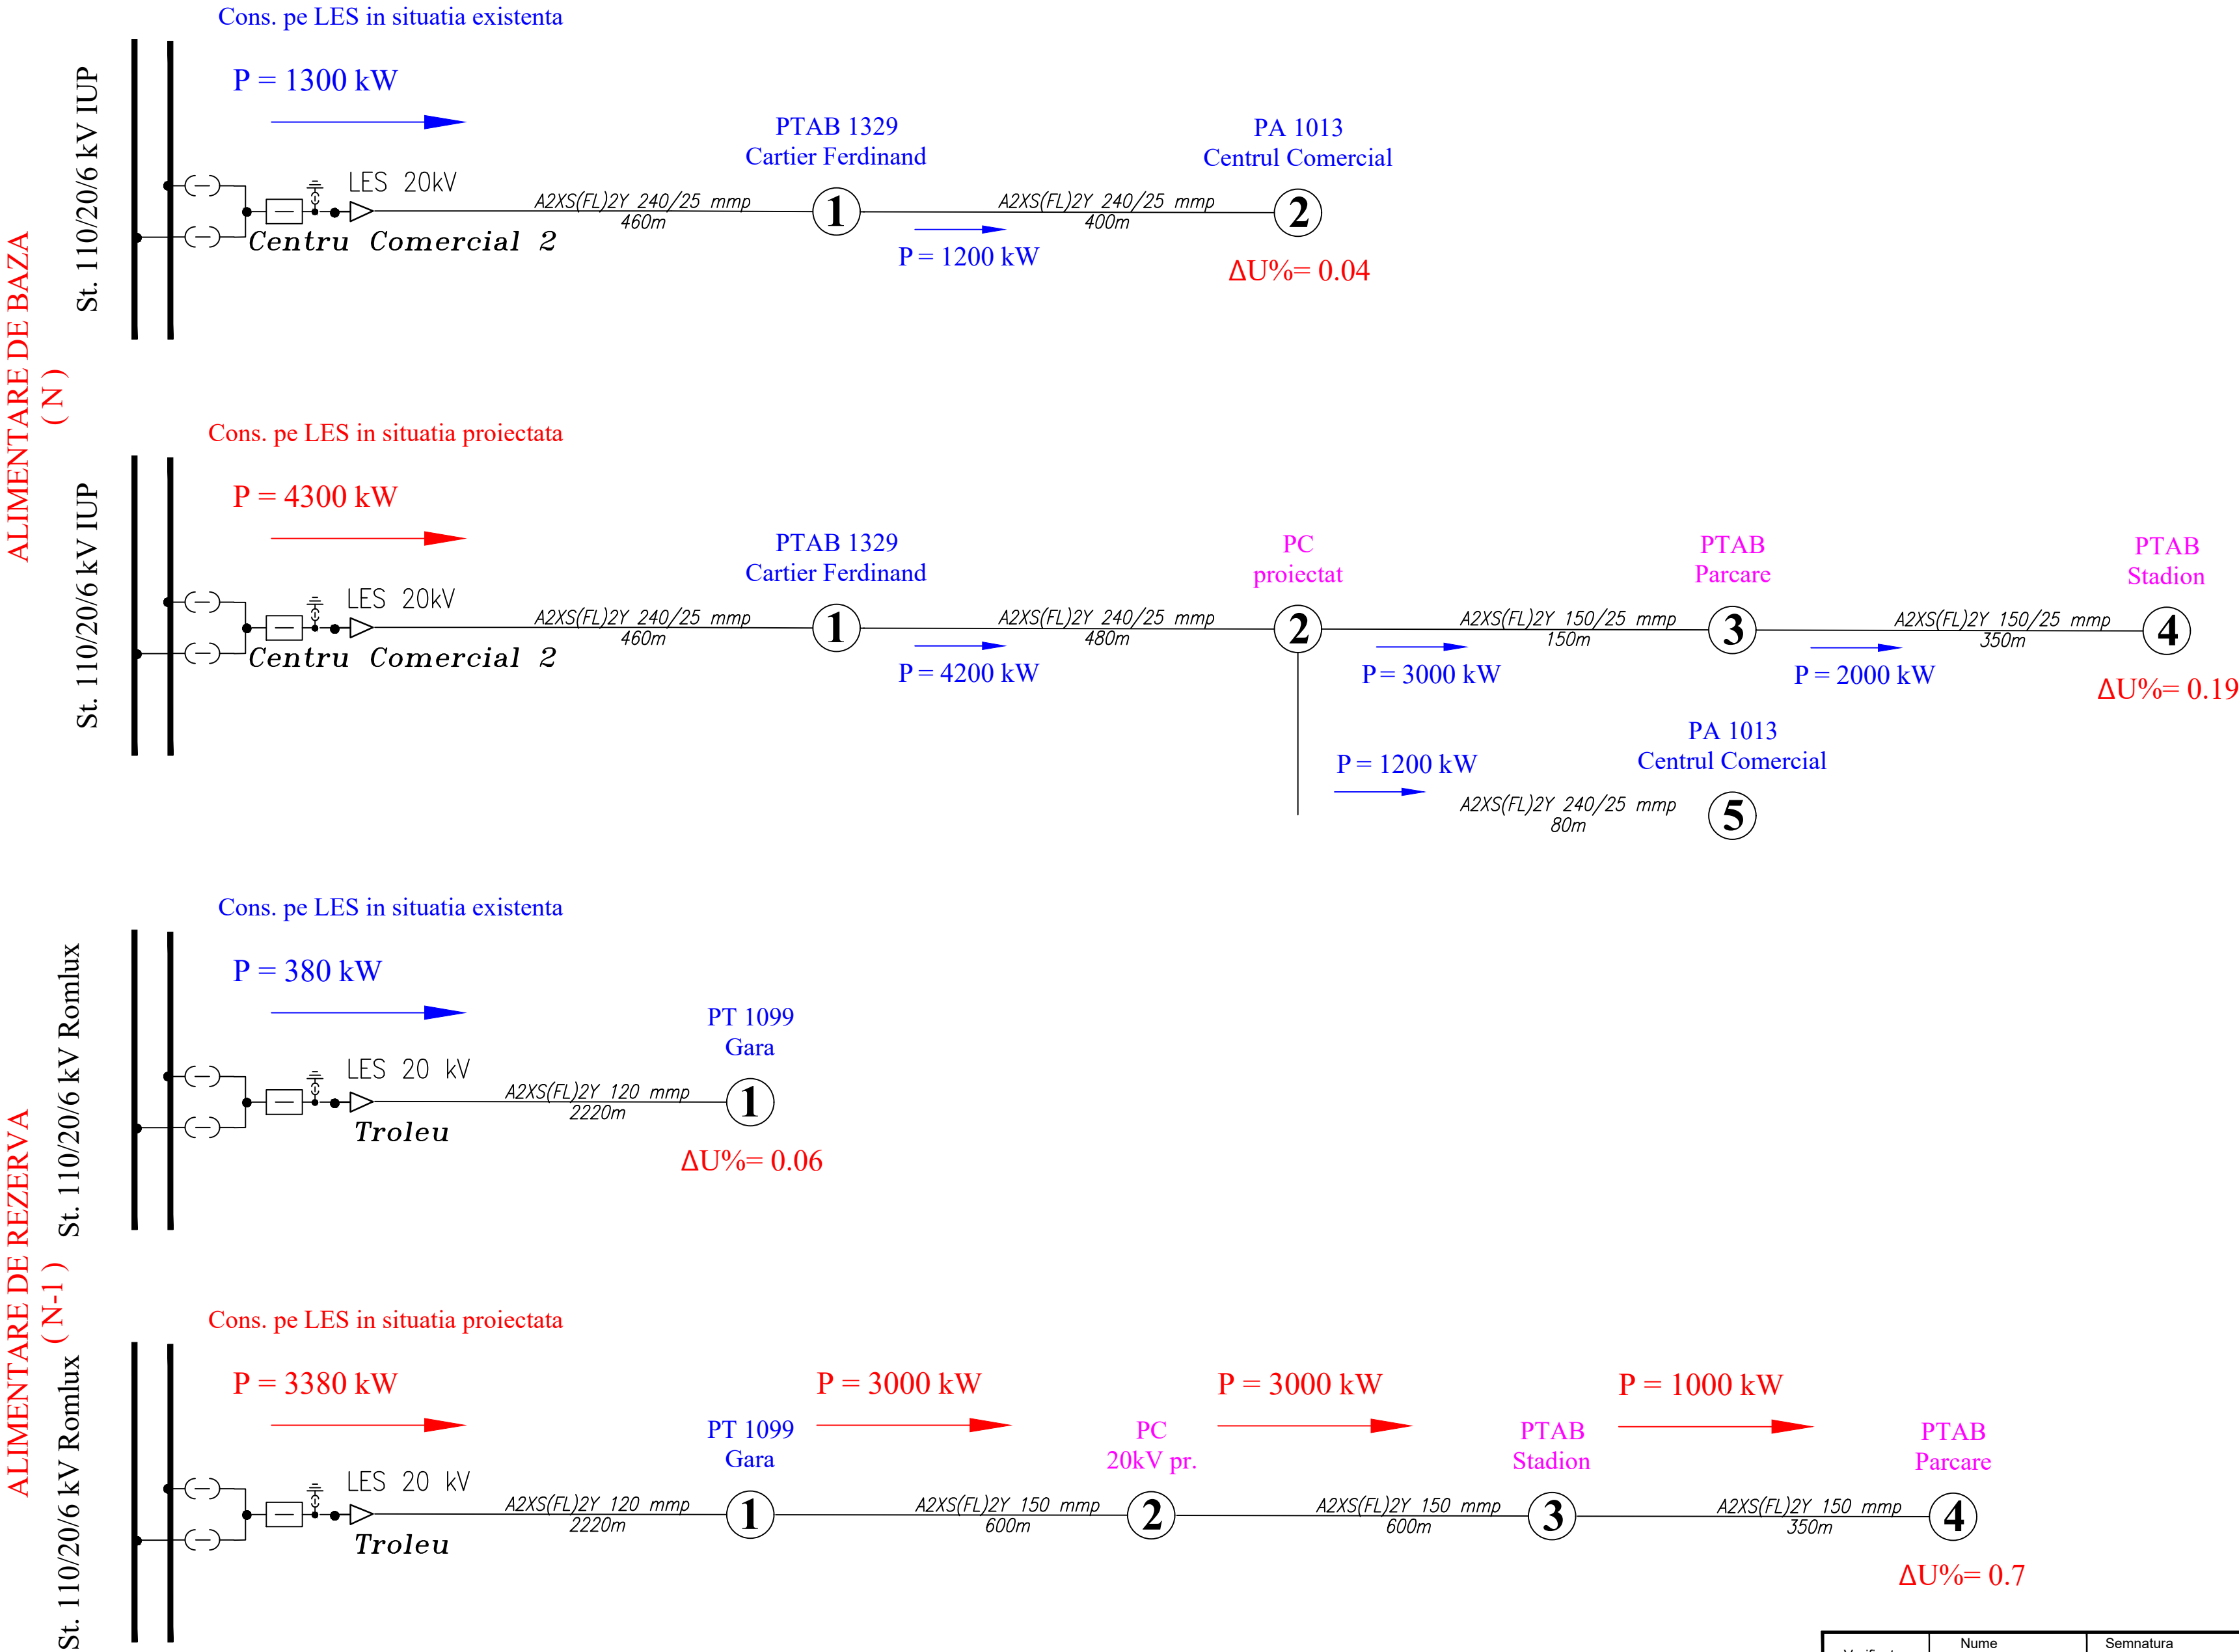 ALIMENTARE DE BAZA
( N )
Cons. pe LES in situatia existenta
P = 1300 kW
St. 110/20/6 kV IUP
LES 20kV
Centru Comercial 2
A2XS(FL)2Y 240/25 mmp
460m
PTAB 1329
Cartier Ferdinand
1
A2XS(FL)2Y 240/25 mmp
400m
P = 1200 kW
PA 1013
Centrul Comercial
2
ΔU%= 0.04
Cons. pe LES in situatia proiectata
P = 4300 kW
St. 110/20/6 kV IUP
LES 20kV
Centru Comercial 2
A2XS(FL)2Y 240/25 mmp
460m
PTAB 1329
Cartier Ferdinand
1
A2XS(FL)2Y 240/25 mmp
480m
P = 4200 kW
PC
proiectat
2
A2XS(FL)2Y 150/25 mmp
150m
P = 3000 kW
PTAB
Parcare
3
A2XS(FL)2Y 150/25 mmp
350m
P = 2000 kW
PTAB
Stadion
4
ΔU%= 0.19
P = 1200 kW
A2XS(FL)2Y 240/25 mmp
80m
PA 1013
Centrul Comercial
5
ALIMENTARE DE REZERVA
( N-1 )
Cons. pe LES in situatia existenta
P = 380 kW
St. 110/20/6 kV Romlux
LES 20 kV
Troleu
A2XS(FL)2Y 120 mmp
2220m
PT 1099
Gara
1
ΔU%= 0.06
Cons. pe LES in situatia proiectata
P = 3380 kW
St. 110/20/6 kV Romlux
LES 20 kV
Troleu
A2XS(FL)2Y 120 mmp
2220m
PT 1099
Gara
1
P = 3000 kW
A2XS(FL)2Y 150 mmp
600m
PC
20kV pr.
2
P = 3000 kW
A2XS(FL)2Y 150 mmp
600m
PTAB
Stadion
3
P = 1000 kW
A2XS(FL)2Y 150 mmp
350m
PTAB
Parcare
4
ΔU%= 0.7
Nume
Semnatura